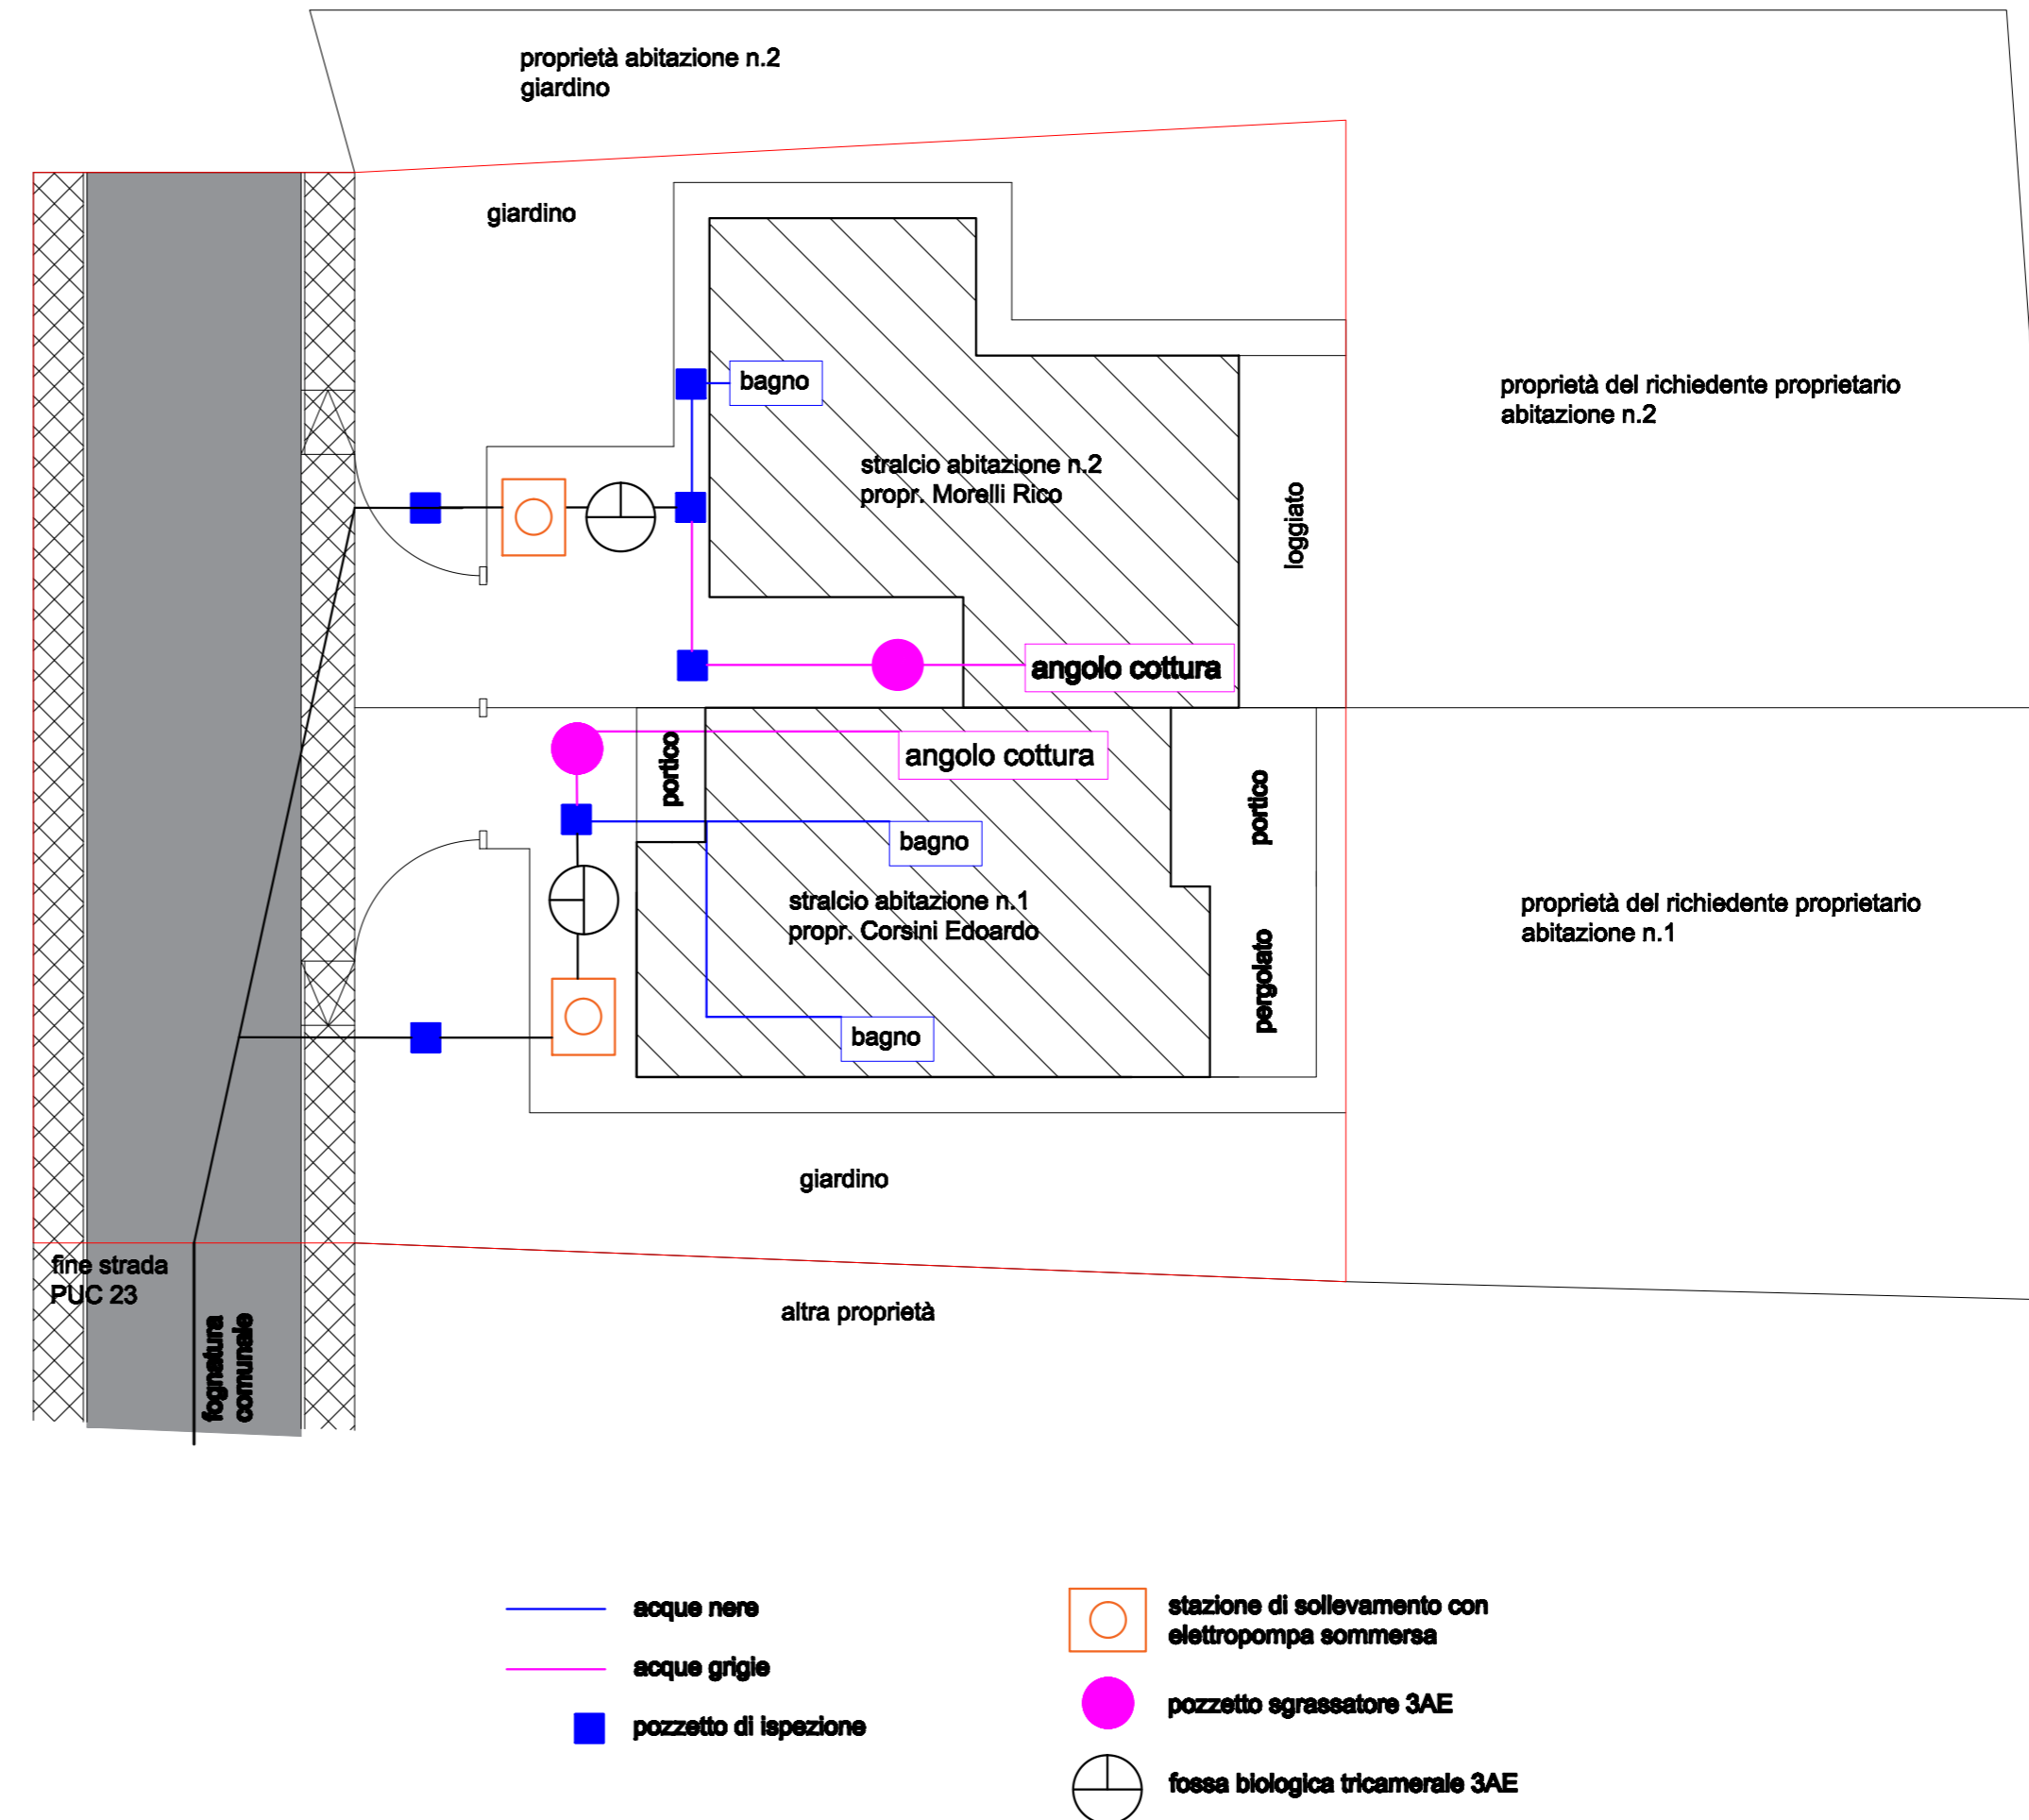 proprietà abitazione n.2
giardino
giardino
bagno
proprietà del richiedente proprietario
abitazione n.2
stralcio abitazione n.2
propr. Morelli Rico
loggiato
angolo cottura
portico
angolo cottura
portico
bagno
stralcio abitazione n.1
propr. Corsini Edoardo
proprietà del richiedente proprietario
abitazione n.1
pergolato
bagno
giardino
fine strada
PUC 23
altra proprietà
fognatura
comunale
acque nere
acque grigie
pozzetto di ispezione
stazione di sollevamento con
elettropompa sommersa
pozzetto sgrassatore 3AE
fossa biologica tricamerale 3AE